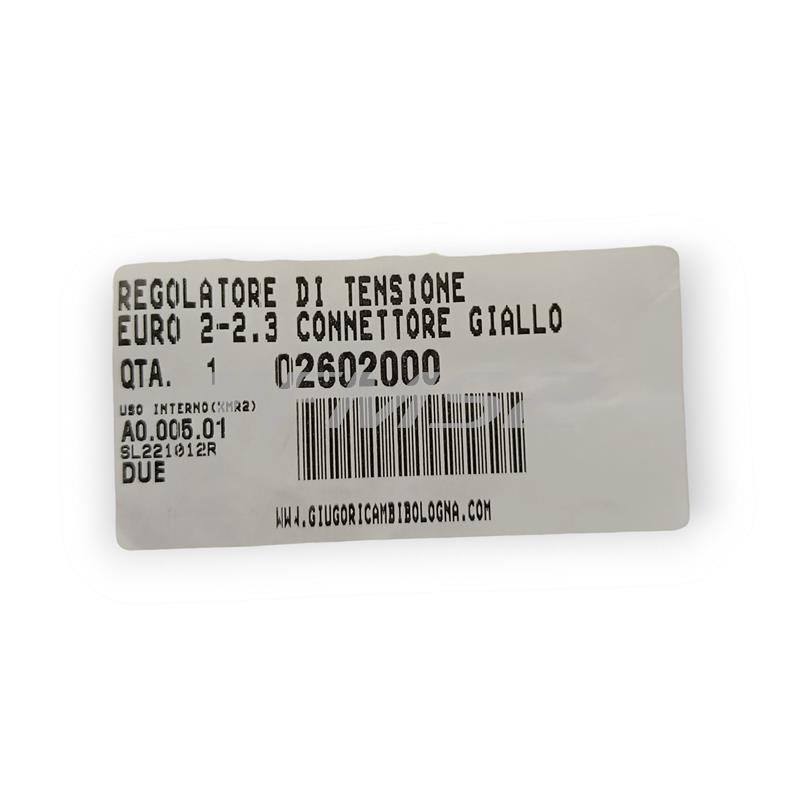 REGOLATORE DI TENSIONE
EURO 2-2.3 CONNETTORE GIALLO
QTA. 1 02602000
USO INTERNO(XMR2)
A0.005.01
SL221012R
DUE
WWW.GIUGORICAMBIBOLOGNA.COM